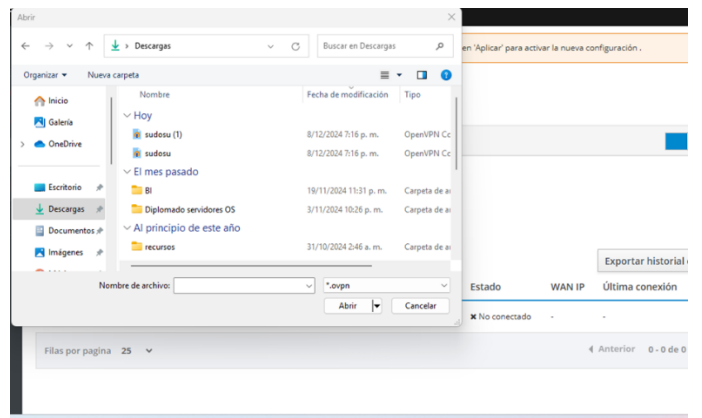 Abrir
Descargas
Buscar en Descargas
en 'Aplicar' para activar la nueva configuración .
Organizar
Nueva carpeta
Inicio
Galería
OneDrive
Escritorio
Descargas
Documentos
Imágenes
Nombre
Fecha de modificación
Tipo
Hoy
sudosu (1)
8/12/2024 7:16 p. m.
OpenVPN Cc
sudosu
8/12/2024 7:16 p. m.
OpenVPN Cc
El mes pasado
BI
19/11/2024 11:31 p. m.
Carpeta de a
Diplomado servidores OS
3/11/2024 10:26 p. m.
Carpeta de a
Al principio de este año
recursos
31/10/2024 2:46 a. m.
Carpeta de a
Nombre de archivo:
*.ovpn
Abrir
Cancelar
Exportar historial
Estado
WAN IP
Última conexión
✖ No conectado
-
-
Filas por pagina
25
Anterior
0 - 0 de 0